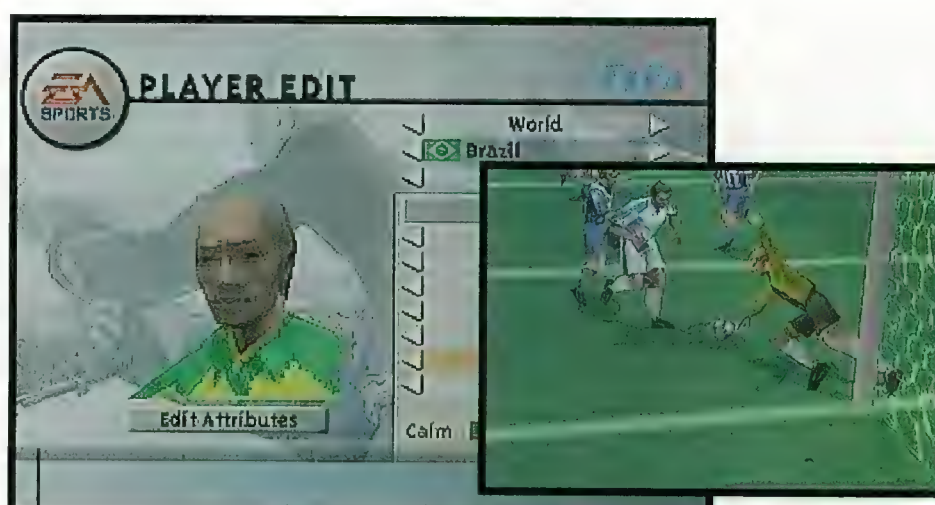 EA
SPORTS
PLAYER EDIT
World
Brazil
Edit Attributes
Calm